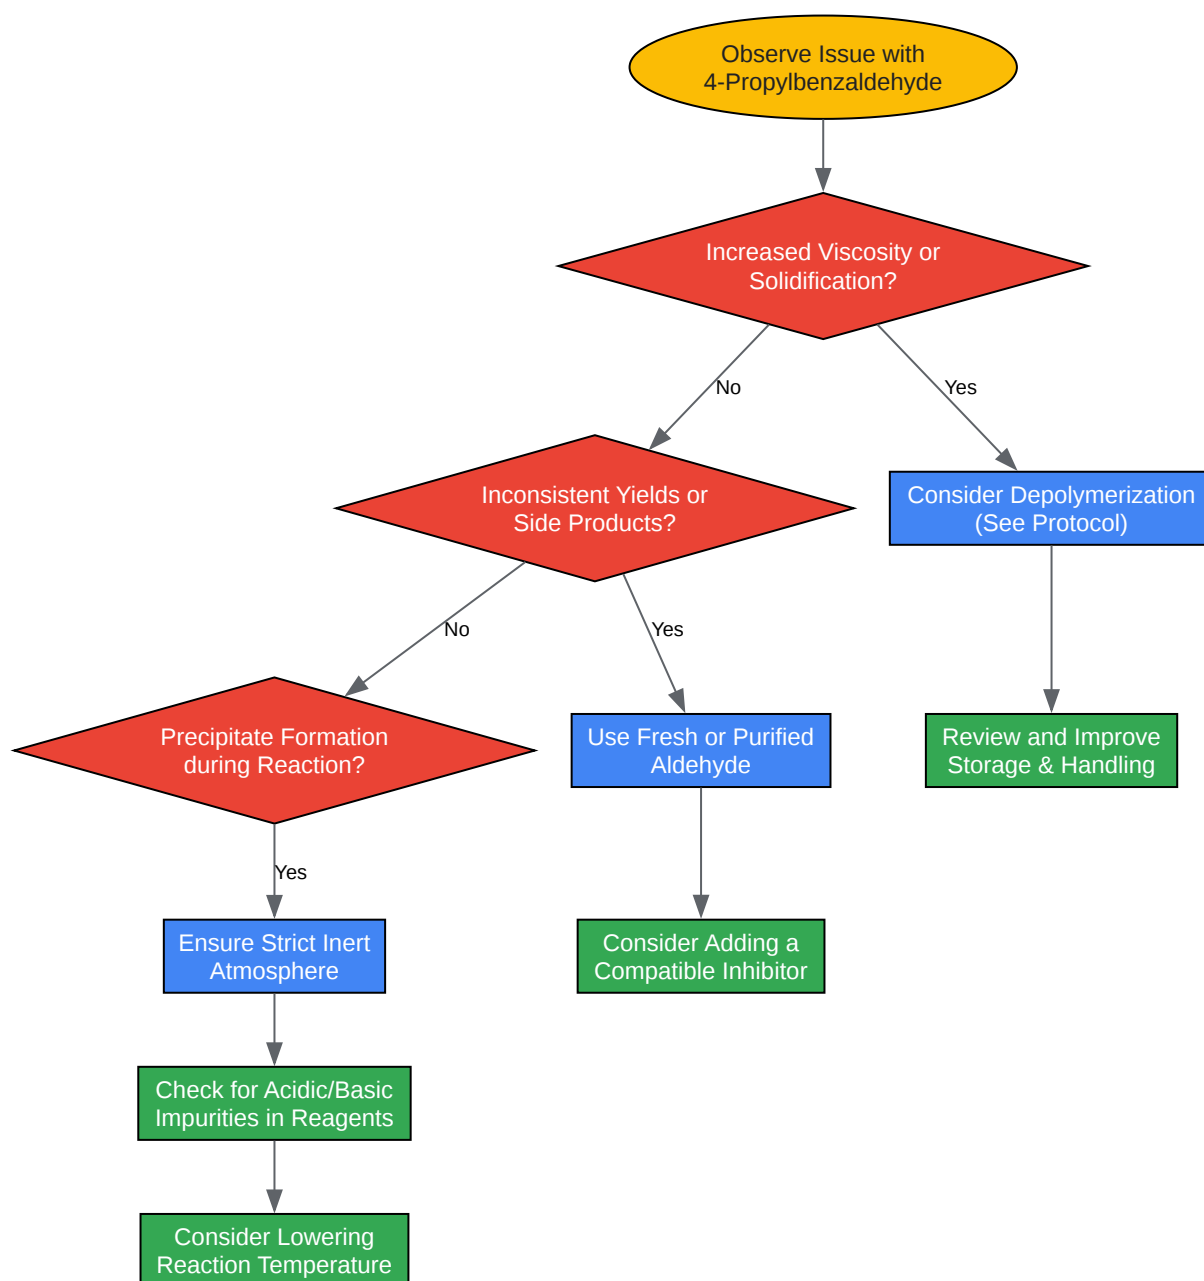 Observe Issue with
4-Propylbenzaldehyde
Increased Viscosity or
Solidification?
No
Yes
Inconsistent Yields or
Side Products?
Consider Depolymerization
(See Protocol)
No
Yes
Precipitate Formation
during Reaction?
Use Fresh or Purified
Aldehyde
Review and Improve
Storage & Handling
Yes
Ensure Strict Inert
Atmosphere
Consider Adding a
Compatible Inhibitor
Check for Acidic/Basic
Impurities in Reagents
Consider Lowering
Reaction Temperature